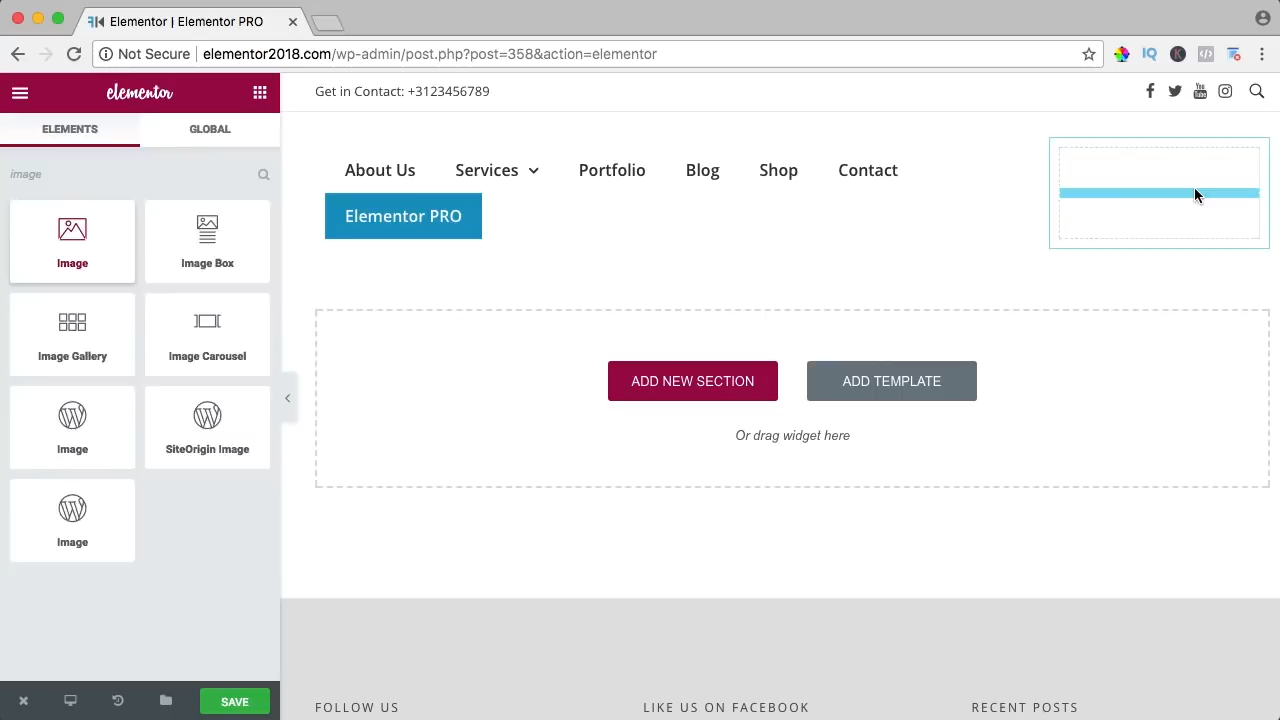 Elementor | Elementor PRO
Not Secure elementor2018.com/wp-admin/post.php?post=358&action=elementor
elementor
ELEMENTS GLOBAL
image
Image
Image Box
Image Gallery
Image Carousel
Image
SiteOrigin Image
Image
SAVE
Get in Contact: +3123456789
About Us Services Portfolio Blog Shop Contact
Elementor PRO
ADD NEW SECTION ADD TEMPLATE
Or drag widget here
FOLLOW US LIKE US ON FACEBOOK RECENT POSTS